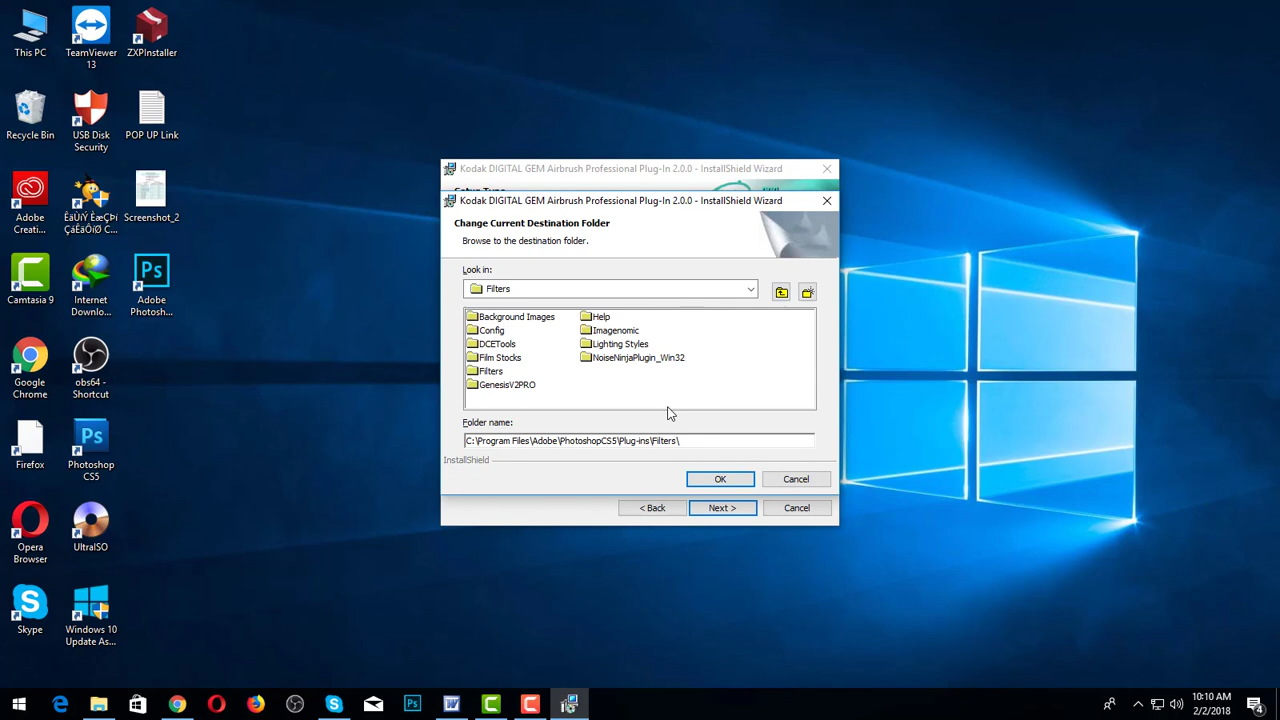 This PC
TeamViewer
13
ZXPInstaller
Recycle Bin
USB Disk
Security
POP UP Link
Adobe
Creati...
ÊáÙÙÝ ÈæÇÞí
Screenshot_2
Camtasia 9
Internet
Downlo...
Adobe
Photosh...
Google
Chrome
obs64 -
Shortcut
Firefox
Photoshop
CS5
Opera
Browser
UltraISO
Skype
Windows 10
Update As...
Kodak DIGITAL GEM Airbrush Professional Plug-In 2.0.0 - InstallShield Wizard
Kodak DIGITAL GEM Airbrush Professional Plug-In 2.0.0 - InstallShield Wizard
Change Current Destination Folder
Browse to the destination folder.
Look in:
Filters
Background Images
Config
DCETools
Film Stocks
Filters
GenesisV2PRO
Help
Imagenomic
Lighting Styles
NoiseNinjaPlugin_Win32
Folder name:
C:\Program Files\Adobe\PhotoshopCS5\Plug-ins\Filters\
InstallShield
OK
Cancel
< Back
Next >
Cancel
10:10 AM
2/2/2018
4